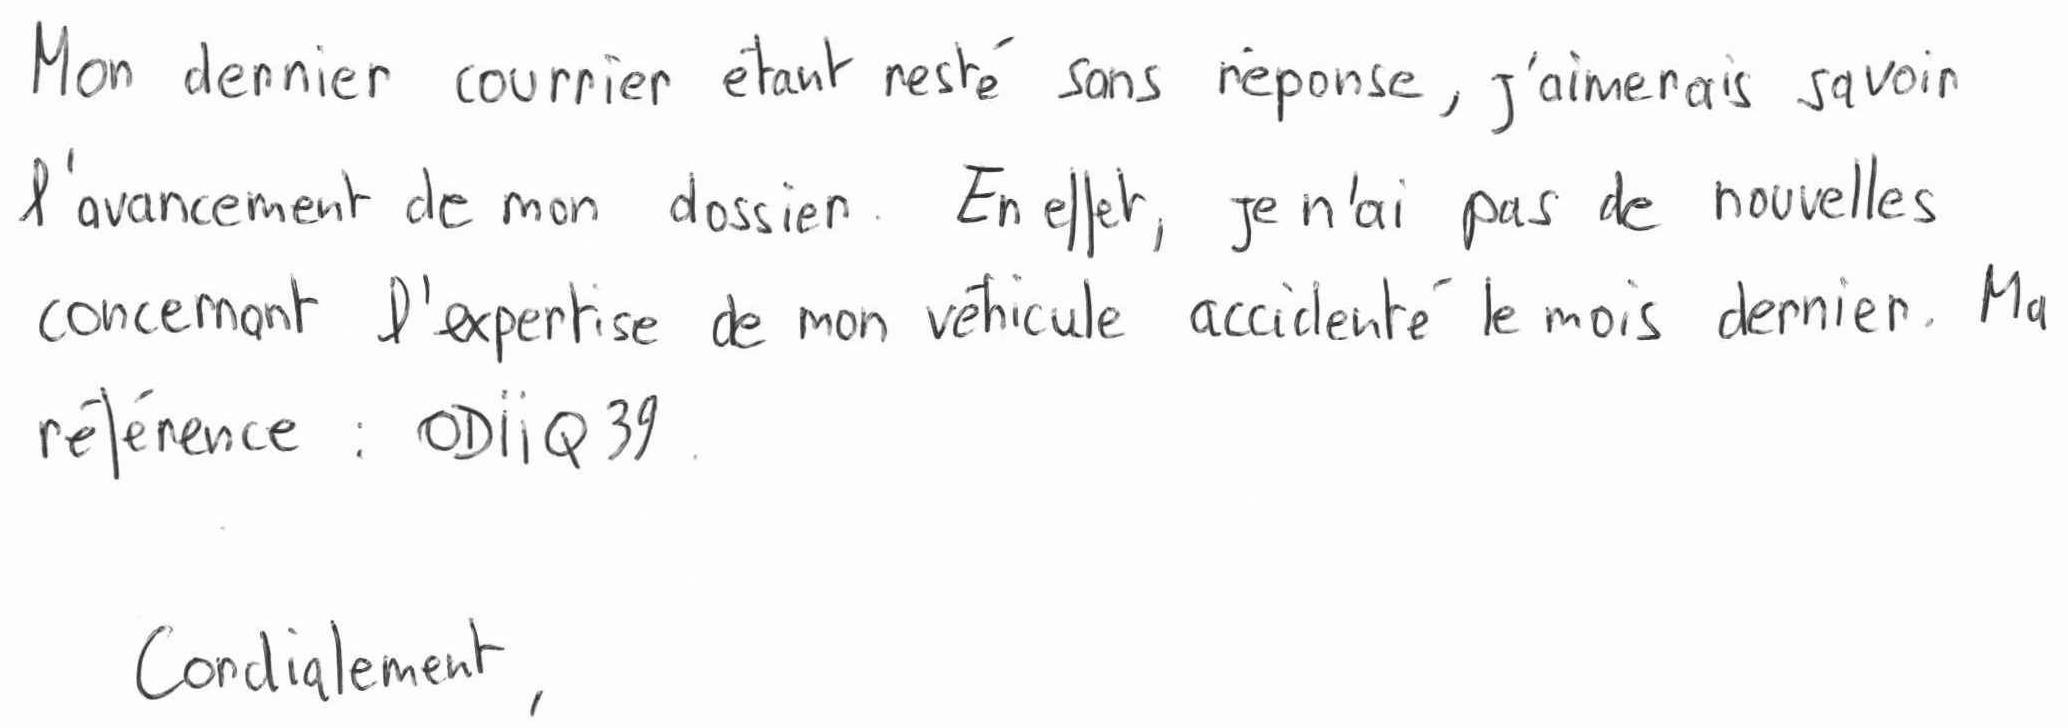 Mon dernier courrier étant resté sans réponse, j'aimerais savoir
l'avancement de mon dossier. En effet, je n'ai pas de nouvelles
concernant l'expertise de mon véhicule accidenté le mois dernier. Ma
référence : ODIIQ39.
Cordialement,